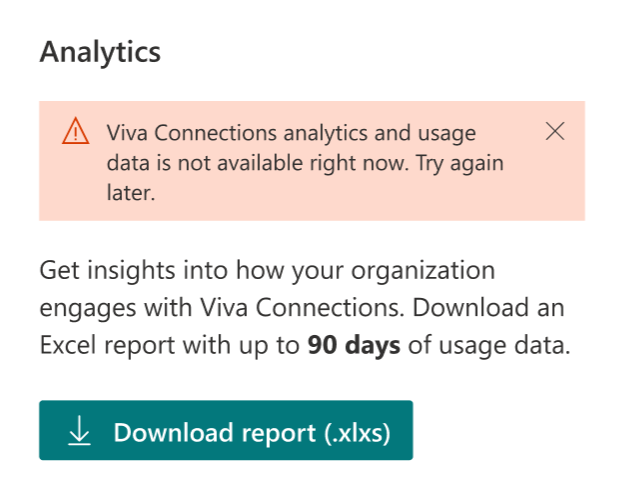 Analytics
Viva Connections analytics and usage
data is not available right now. Try again
later.
Get insights into how your organization
engages with Viva Connections. Download an
Excel report with up to 90 days of usage data.
Download report (.xlxs)